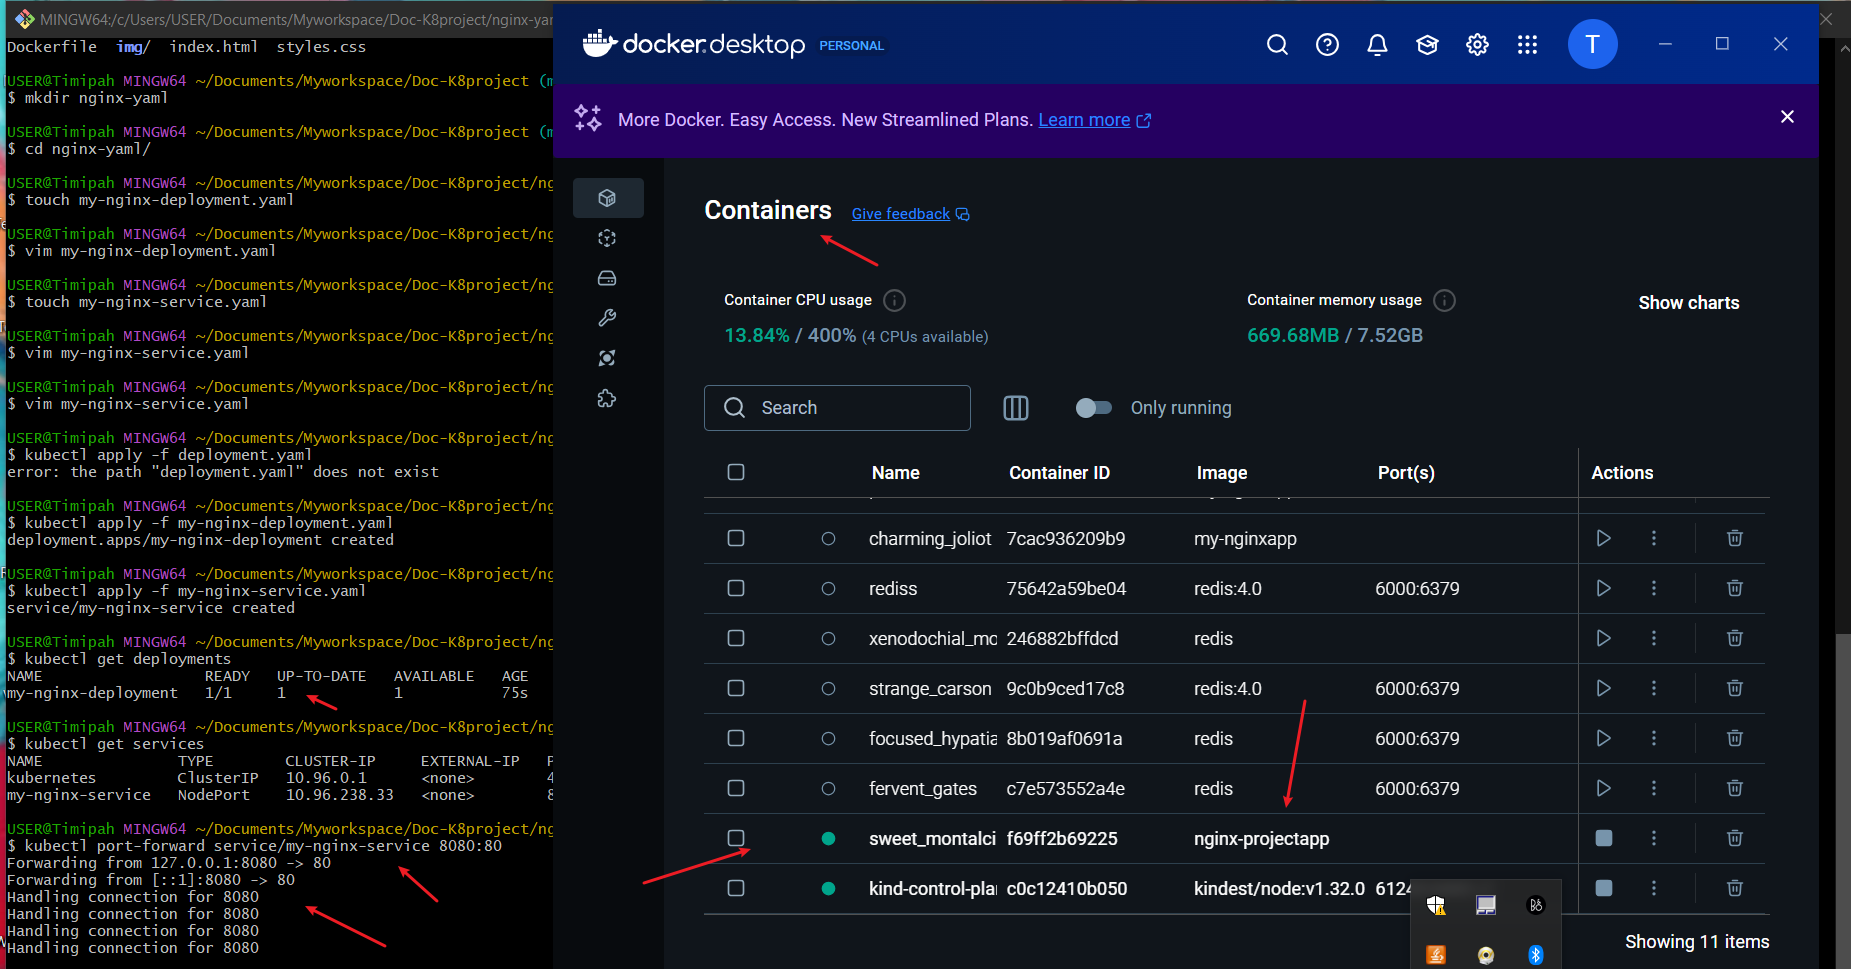 MINGW64:/c/Users/USER/Documents/Myworkspace/Doc-K8project/nginx-yam
Dockerfile  img/  index.html  styles.css
USER@Timipah MINGW64 ~/Documents/Myworkspace/Doc-K8project (m
$ mkdir nginx-yaml
USER@Timipah MINGW64 ~/Documents/Myworkspace/Doc-K8project (m
$ cd nginx-yaml/
USER@Timipah MINGW64 ~/Documents/Myworkspace/Doc-K8project/ng
$ touch my-nginx-deployment.yaml
USER@Timipah MINGW64 ~/Documents/Myworkspace/Doc-K8project/ng
$ vim my-nginx-deployment.yaml
USER@Timipah MINGW64 ~/Documents/Myworkspace/Doc-K8project/ng
$ touch my-nginx-service.yaml
USER@Timipah MINGW64 ~/Documents/Myworkspace/Doc-K8project/ng
$ vim my-nginx-service.yaml
USER@Timipah MINGW64 ~/Documents/Myworkspace/Doc-K8project/ng
$ vim my-nginx-service.yaml
USER@Timipah MINGW64 ~/Documents/Myworkspace/Doc-K8project/ng
$ kubectl apply -f deployment.yaml
error: the path "deployment.yaml" does not exist
USER@Timipah MINGW64 ~/Documents/Myworkspace/Doc-K8project/ng
$ kubectl apply -f my-nginx-deployment.yaml
deployment.apps/my-nginx-deployment created
USER@Timipah MINGW64 ~/Documents/Myworkspace/Doc-K8project/ng
$ kubectl apply -f my-nginx-service.yaml
service/my-nginx-service created
USER@Timipah MINGW64 ~/Documents/Myworkspace/Doc-K8project/ng
$ kubectl get deployments
NAME READY UP-TO-DATE AVAILABLE AGE
my-nginx-deployment 1/1 1 1 75s
USER@Timipah MINGW64 ~/Documents/Myworkspace/Doc-K8project/ng
$ kubectl get services
NAME TYPE CLUSTER-IP EXTERNAL-IP P
kubernetes ClusterIP 10.96.0.1 <none> 4
my-nginx-service NodePort 10.96.238.33 <none> 8
USER@Timipah MINGW64 ~/Documents/Myworkspace/Doc-K8project/ng
$ kubectl port-forward service/my-nginx-service 8080:80
Forwarding from 127.0.0.1:8080 -> 80
Forwarding from [::1]:8080 -> 80
Handling connection for 8080
Handling connection for 8080
Handling connection for 8080
Handling connection for 8080
docker.desktop PERSONAL
T
More Docker. Easy Access. New Streamlined Plans. Learn more
Containers Give feedback
Container CPU usage
13.84% / 400% (4 CPUs available)
Container memory usage
669.68MB / 7.52GB
Show charts
Search
Only running
Name Container ID Image Port(s) Actions
charming_joliot 7cac936209b9 my-nginxapp
rediss 75642a59be04 redis:4.0 6000:6379
xenodochial_mo 246882bffdcd redis
strange_carson 9c0b9ced17c8 redis:4.0 6000:6379
focused_hypatia 8b019af0691a redis 6000:6379
fervent_gates c7e573552a4e redis 6000:6379
sweet_montalci f69ff2b69225 nginx-projectapp
kind-control-plan c0c12410b050 kindest/node:v1.32.0 6124
Showing 11 items